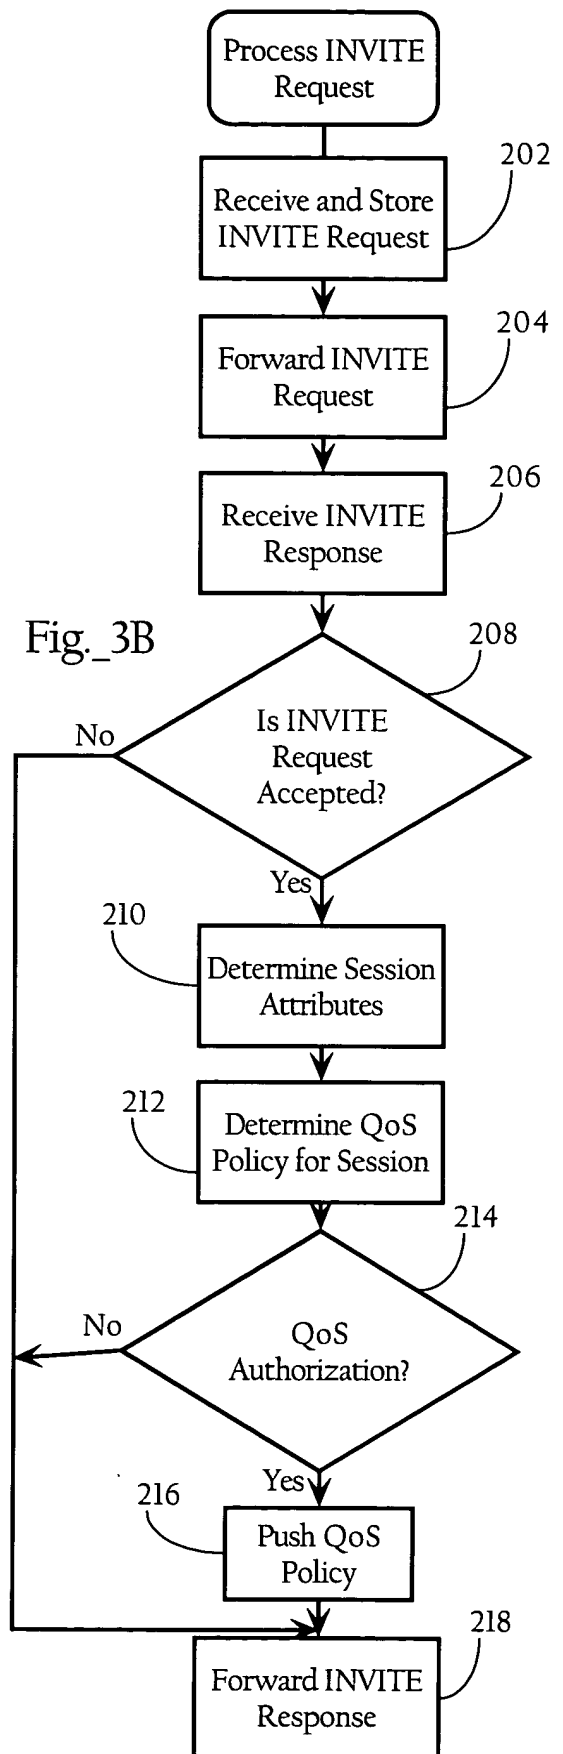 Process INVITE
Request
202
Receive and Store
INVITE Request
204
Forward INVITE
Request
206
Receive INVITE
Response
Fig._3B
208
Is INVITE
Request
Accepted?
No
Yes
210
Determine Session
Attributes
212
Determine QoS
Policy for Session
214
QoS
Authorization?
No
Yes
216
Push QoS
Policy
218
Forward INVITE
Response